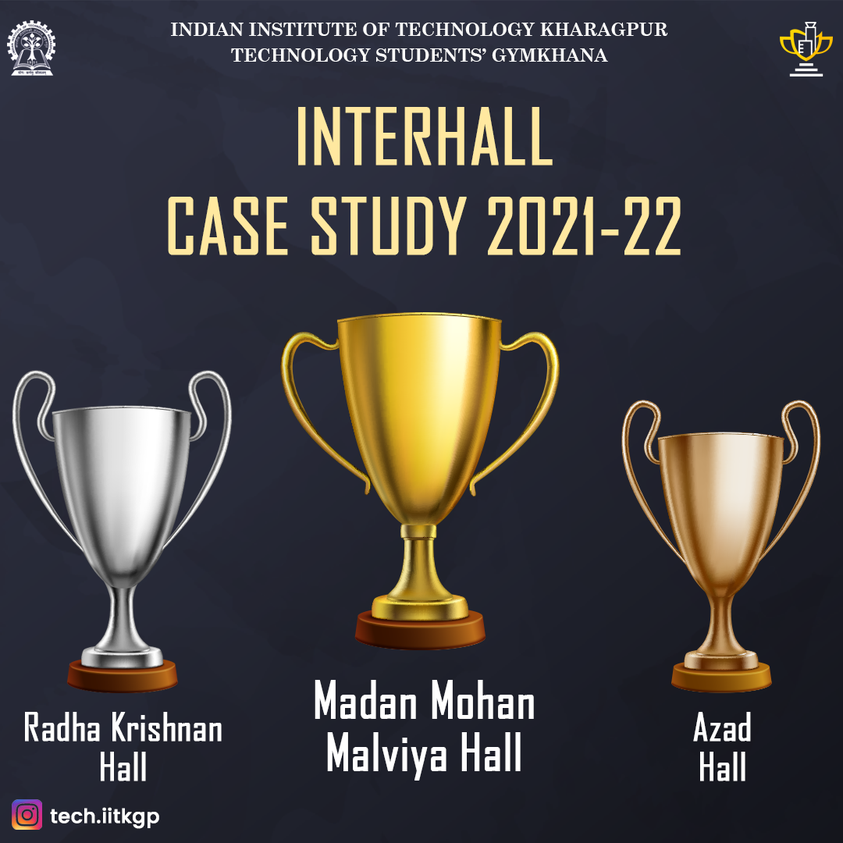 INDIAN INSTITUTE OF TECHNOLOGY KHARAGPUR
TECHNOLOGY STUDENTS' GYMKHANA
INTERHALL
CASE STUDY 2021-22
Radha Krishnan
Hall
Madan Mohan
Malviya Hall
Azad
Hall
tech.iitkgp